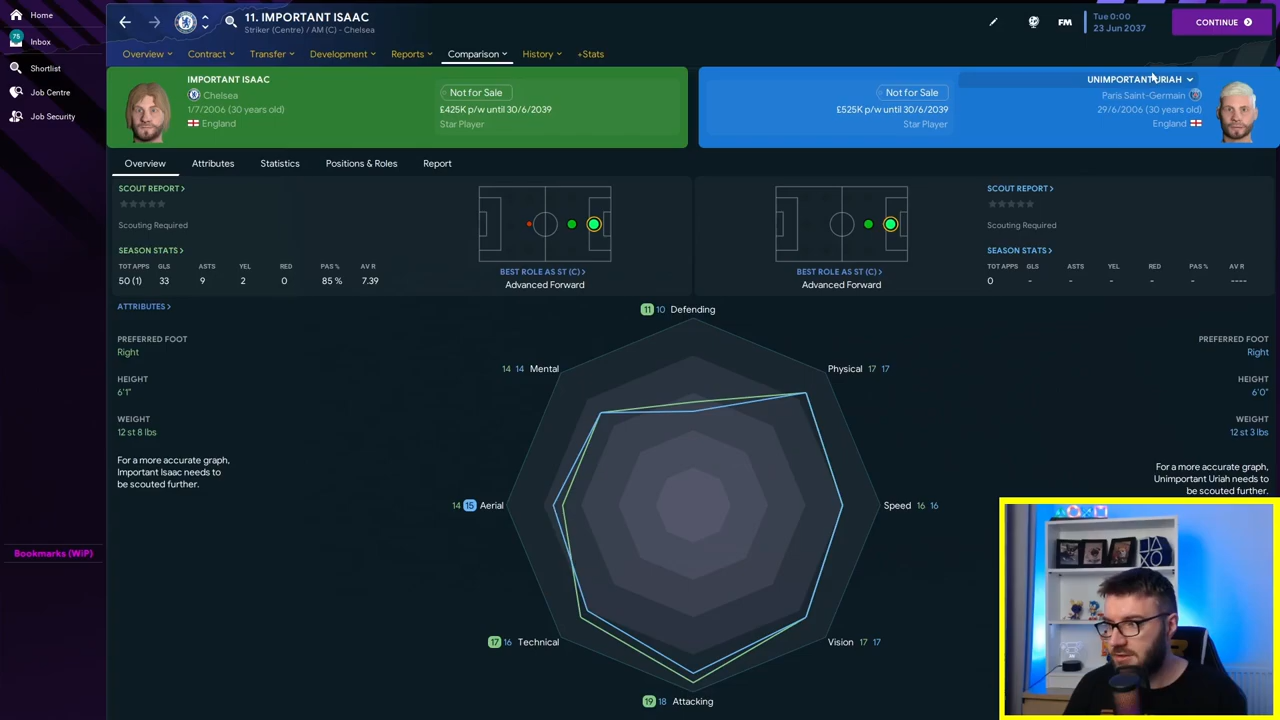 Home
75
Inbox
Shortlist
Job Centre
Job Security
Bookmarks (WiP)
11. IMPORTANT ISAAC
Striker (Centre) / AM (C) - Chelsea
FM
Tue 0:00
23 Jun 2037
CONTINUE
Overview
Contract
Transfer
Development
Reports
Comparison
History
+Stats
IMPORTANT ISAAC
Chelsea
1/7/2006 (30 years old)
England
Not for Sale
£425K p/w until 30/6/2039
Star Player
Not for Sale
£525K p/w until 30/6/2039
Star Player
UNIMPORTANT URIAH
Paris Saint-Germain
29/6/2006 (30 years old)
England
Overview
Attributes
Statistics
Positions & Roles
Report
SCOUT REPORT >
Scouting Required
SEASON STATS >
TOT APPS GLS ASTS YEL RED PAS % AV R
50 (1) 33 9 2 0 85 % 7.39
BEST ROLE AS ST (C) >
Advanced Forward
BEST ROLE AS ST (C) >
Advanced Forward
SCOUT REPORT >
Scouting Required
SEASON STATS >
TOT APPS GLS ASTS YEL RED PAS % AV R
0 - - - - - ----
ATTRIBUTES >
PREFERRED FOOT
Right
HEIGHT
6'1"
WEIGHT
12 st 8 lbs
For a more accurate graph,
Important Isaac needs to
be scouted further.
11 10 Defending
14 14 Mental
Physical 17 17
14 15 Aerial
Speed 16 16
17 16 Technical
Vision 17 17
19 18 Attacking
PREFERRED FOOT
Right
HEIGHT
6'0"
WEIGHT
12 st 3 lbs
For a more accurate graph,
Unimportant Uriah needs to
be scouted further.